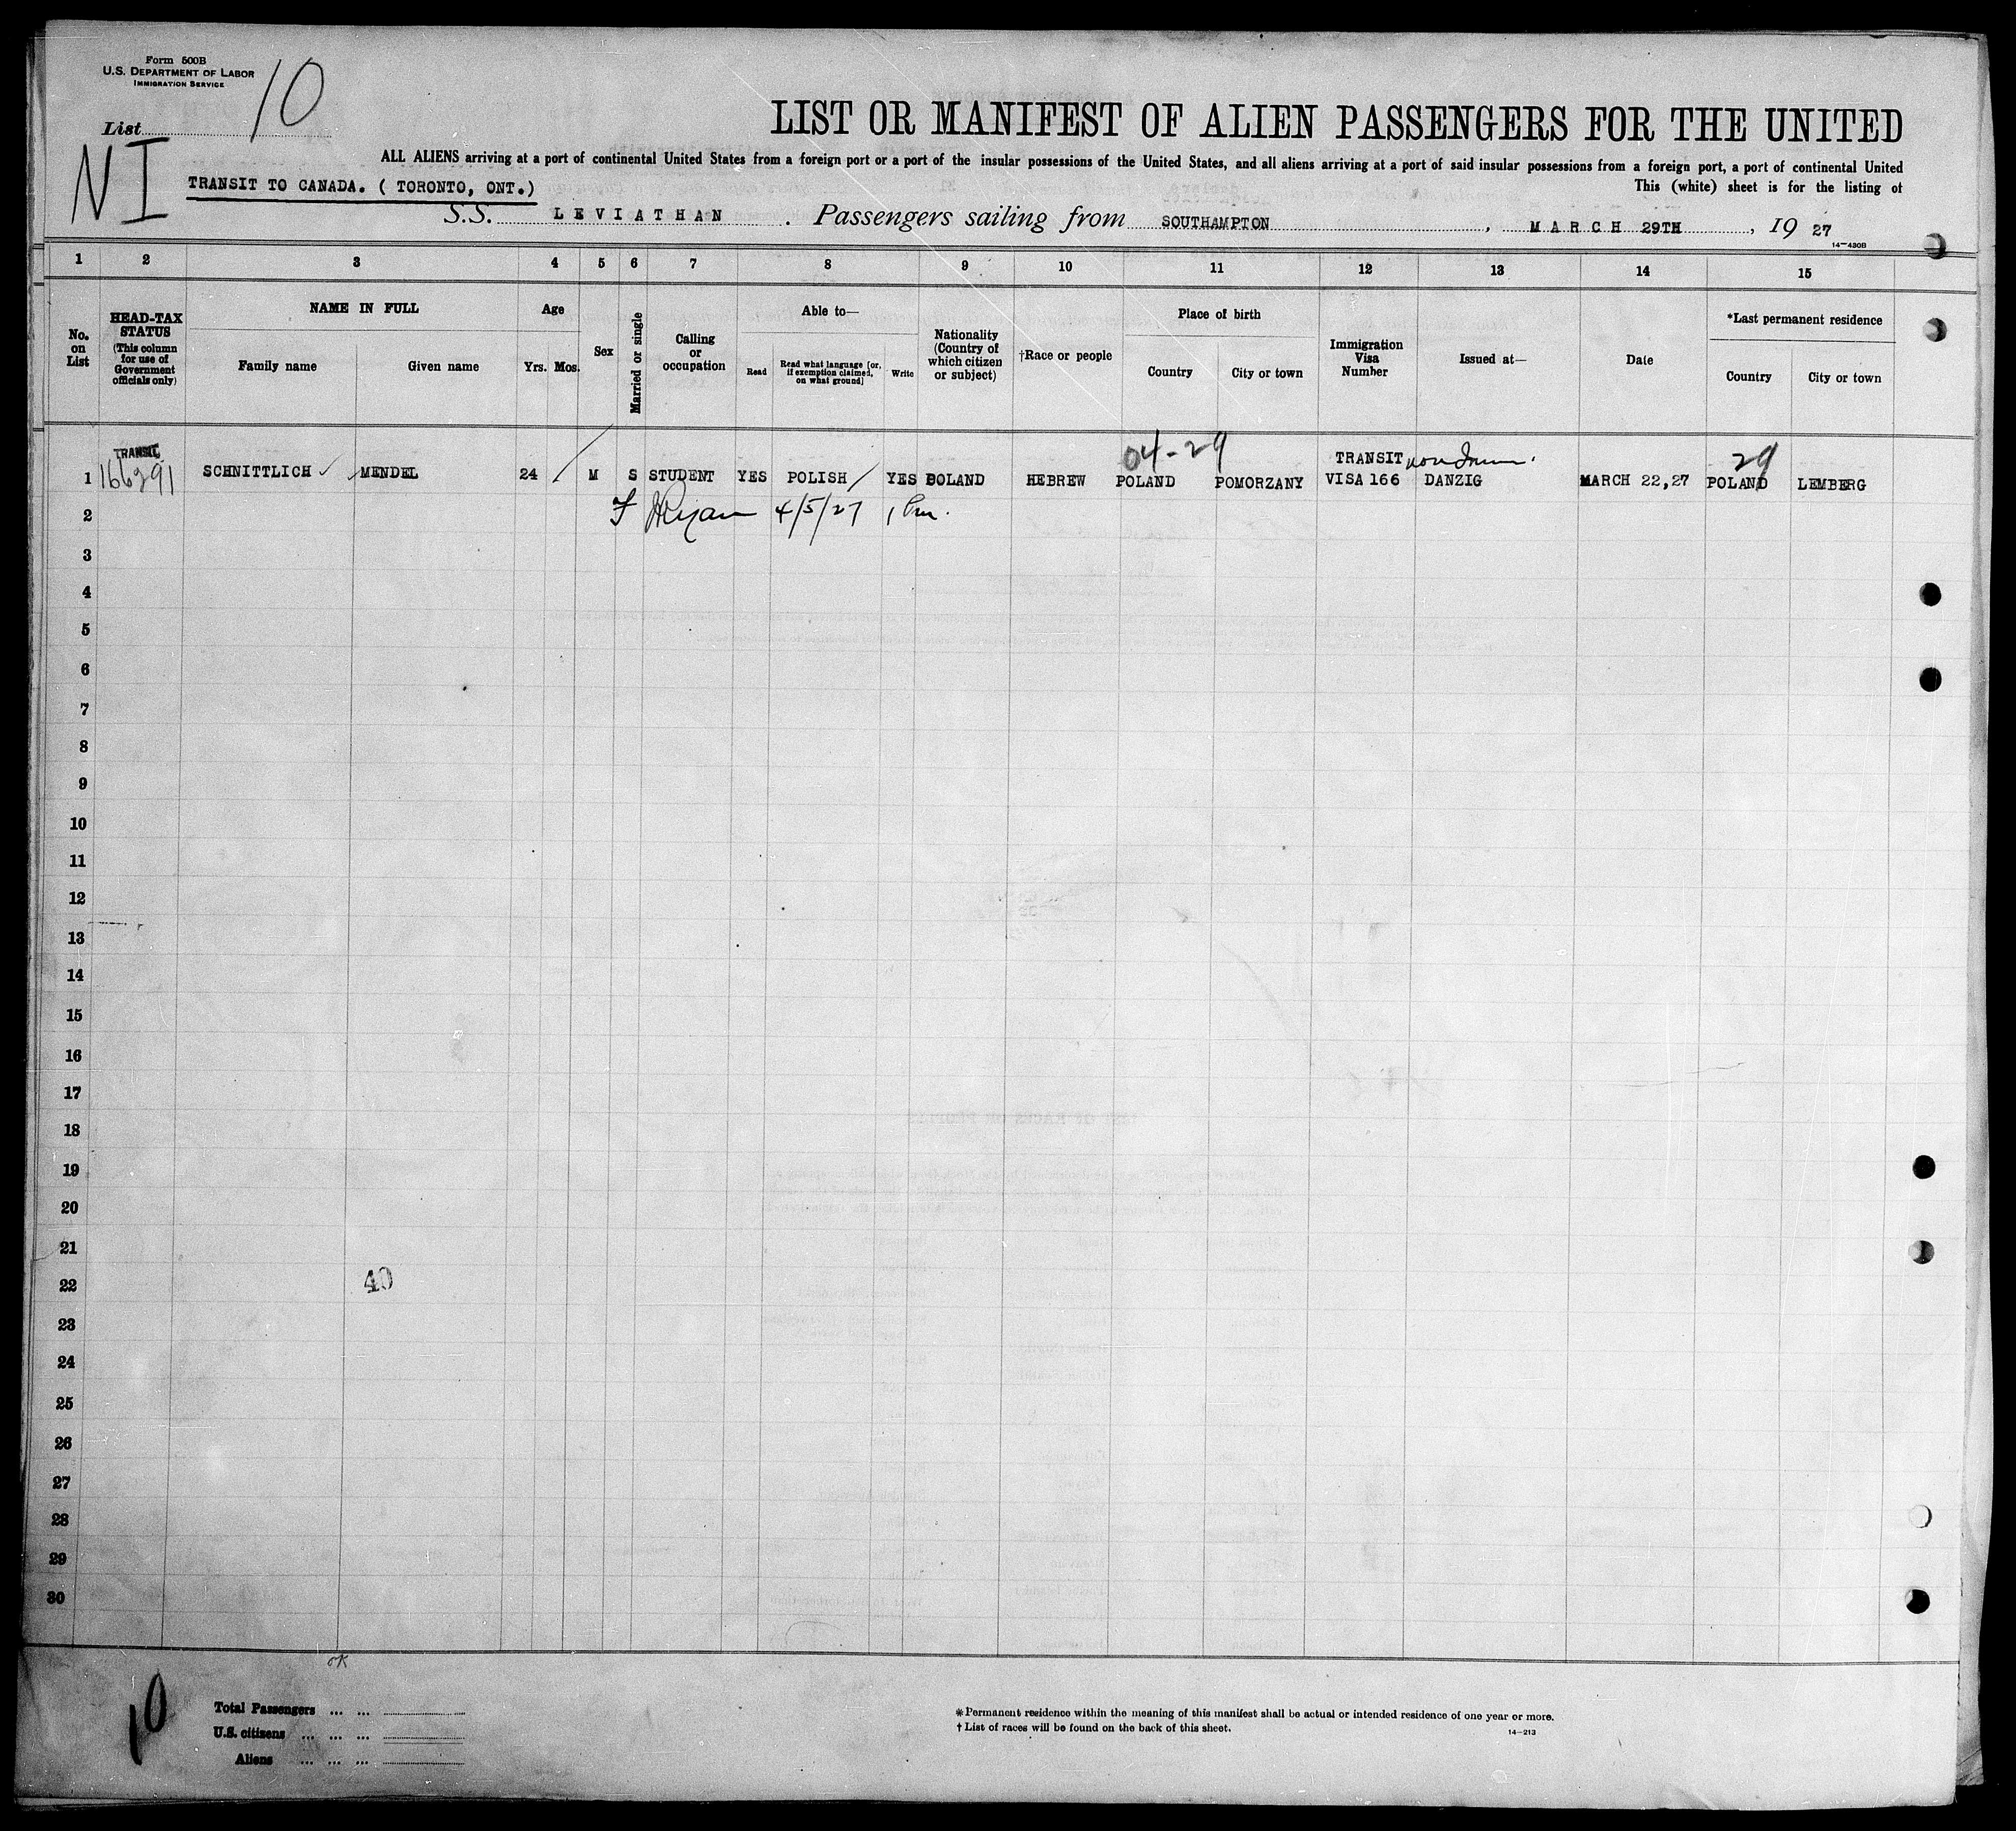 Form 500B
U.S. DEPARTMENT OF LABOR
IMMIGRATION SERVICE
List 10
NI
LIST OR MANIFEST OF ALIEN PASSENGERS FOR THE UNITED
ALL ALIENS arriving at a port of continental United States from a foreign port or a port of the insular possessions of the United States, and all aliens arriving at a port of said insular possessions from a foreign port, a port of continental United
TRANSIT TO CANADA. ( TORONTO, ONT.)
This (white) sheet is for the listing of
S.S. LEVIATHAN . Passengers sailing from SOUTHAMPTON , MARCH 29TH , 19 27
14-430B
1 2 3 4 5 6 7 8 9 10 11 12 13 14 15
No. on List
HEAD-TAX STATUS (This column for use of Government officials only)
NAME IN FULL
Family name
Given name
Age
Yrs. Mos.
Sex
Married or single
Calling or occupation
Able to—
Read
Read what language [or, if exemption claimed, on what ground]
Write
Nationality (Country of which citizen or subject)
†Race or people
Place of birth
Country
City or town
Immigration Visa Number
Issued at—
Date
*Last permanent residence
Country
City or town
TRANSIT 04-29 TRANSIT 29
1 166291 SCHNITTLICH MENDEL 24 M S STUDENT YES POLISH YES POLAND HEBREW POLAND POMORZANY VISA 166 DANZIG MARCH 22,27 POLAND LEMBERG
2 4/5/27
3
4
5
6
7
8
9
10
11
12
13
14
15
16
17
18
19
20
21
22 40
23
24
25
26
27
28
29
30
OK
10
Total Passengers ... ...
U.S. citizens ... ... ...
Aliens ... ... ...
*Permanent residence within the meaning of this manifest shall be actual or intended residence of one year or more.
†List of races will be found on the back of this sheet.
14-213